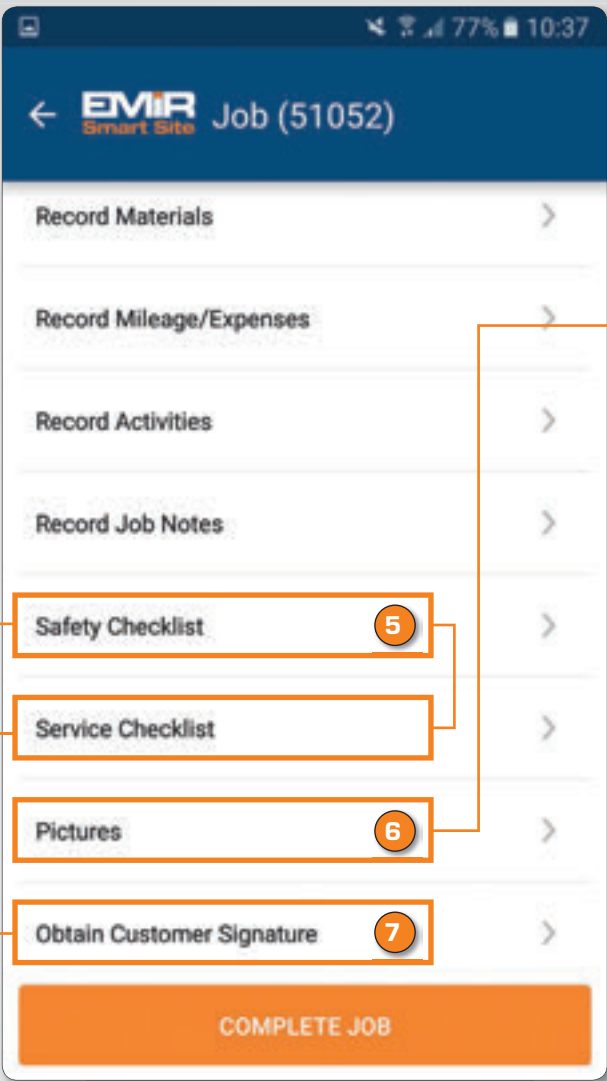 77% 10:37
EMiR
Smart Site
Job (51052)
Record Materials
Record Mileage/Expenses
Record Activities
Record Job Notes
Safety Checklist 5
Service Checklist
Pictures 6
Obtain Customer Signature 7
COMPLETE JOB